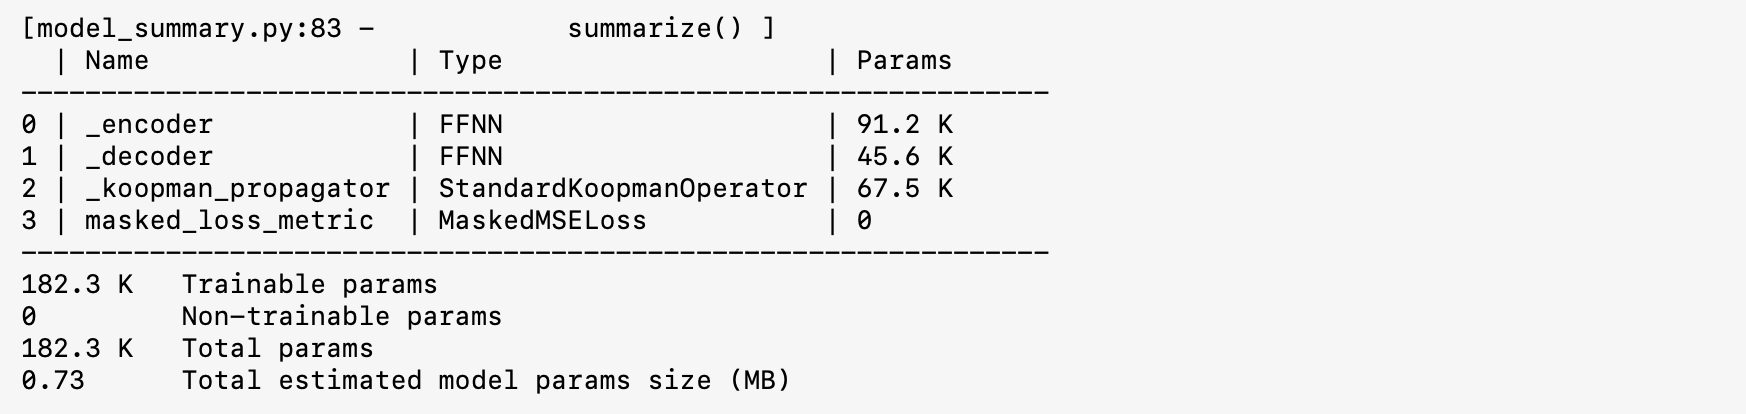 [model_summary.py:83 -            summarize() ]
  | Name                | Type                    | Params
----------------------------------------------------------------
0 | _encoder            | FFNN                    | 91.2 K
1 | _decoder            | FFNN                    | 45.6 K
2 | _koopman_propagator | StandardKoopmanOperator | 67.5 K
3 | masked_loss_metric  | MaskedMSELoss           | 0
----------------------------------------------------------------
182.3 K   Trainable params
0         Non-trainable params
182.3 K   Total params
0.73      Total estimated model params size (MB)